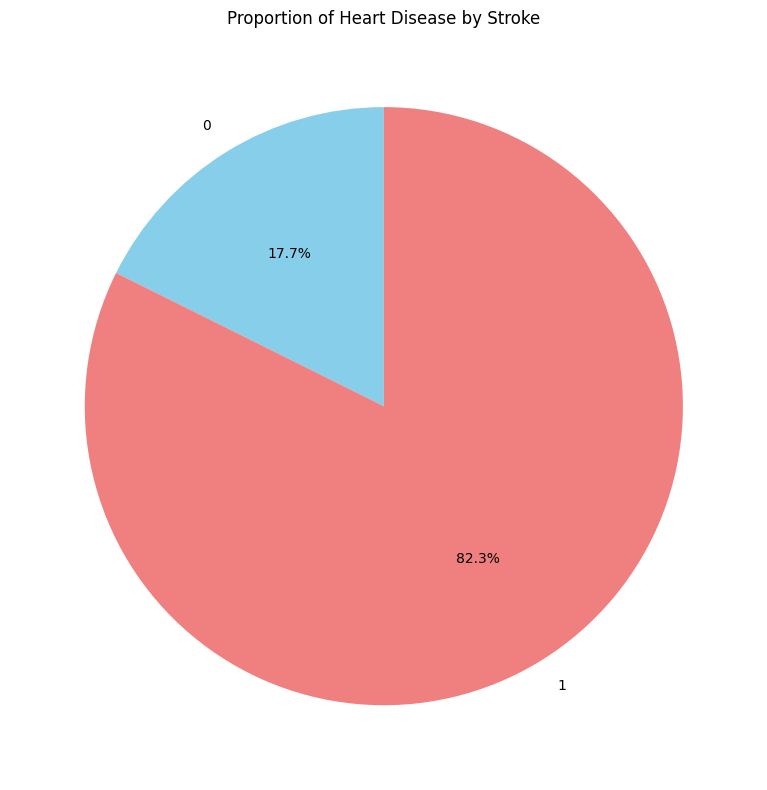 Proportion of Heart Disease by Stroke
0
17.7%
82.3%
1